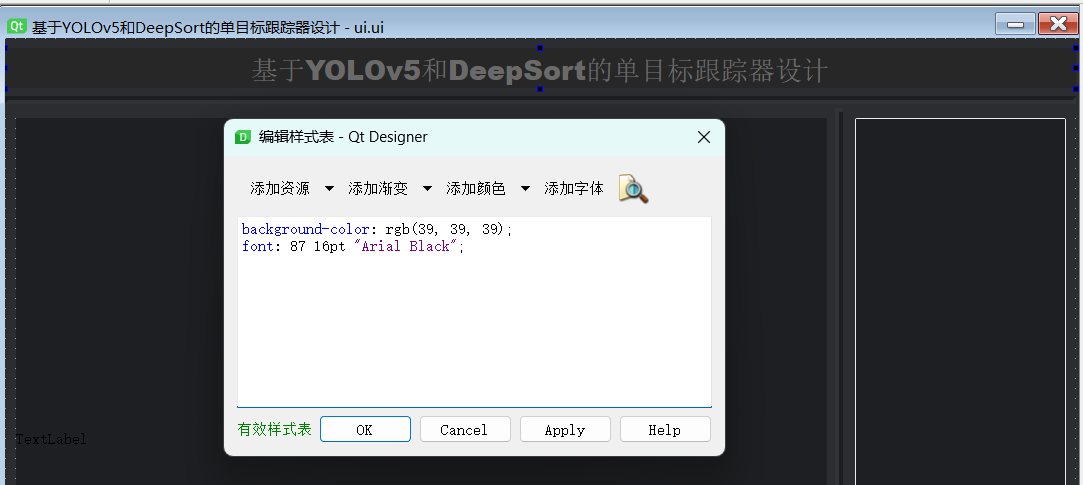 Qt 基于YOLOv5和DeepSort的单目标跟踪器设计 - ui.ui
基于YOLOv5和DeepSort的单目标跟踪器设计
D 编辑样式表 - Qt Designer
添加资源 添加渐变 添加颜色 添加字体
background-color: rgb(39, 39, 39);
font: 87 16pt "Arial Black";
有效样式表 OK Cancel Apply Help
TextLabel